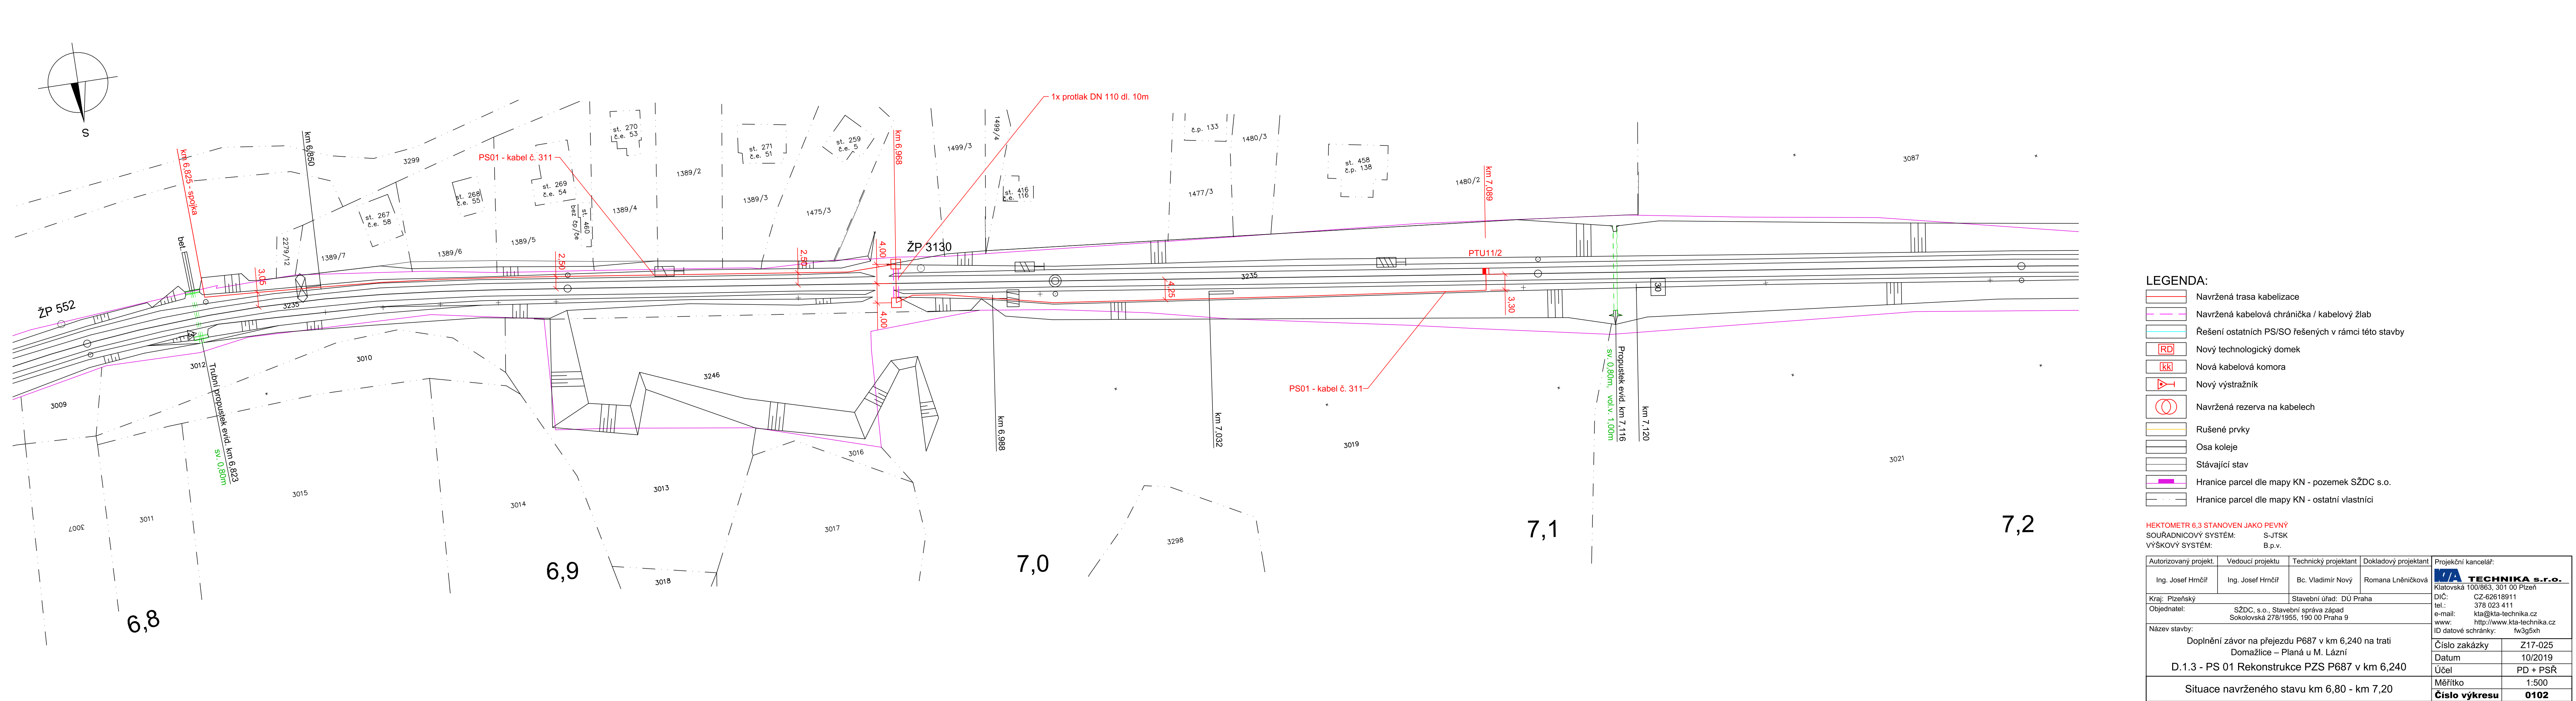 S
1x protlak DN 110 dl. 10m
km 6,825 - spojka
km 6,850
3299
PS01 - kabel č. 311
st. 270
č.e. 53
st. 271
č.e. 51
st. 259
č.e. 5
km 6,968
1499/3
1499/4
č.p. 133
1480/3
st. 458
č.p. 138
1480/2
km 7,089
3087
st. 267
č.e. 58
st. 268
č.e. 55
st. 269
č.e. 54
st. 460
bez čp/če
1389/4
1389/2
1389/3
1475/3
st. 416
č.e. 116
1477/3
bet.
2279/12
1389/7
1389/6
1389/5
3,05
2,50
2,50
4,00
ŽP 3130
PTU11/2
3235
4,25
3,30
30
ŽP 552
3235
4,00
3012
3010
3246
3009
Trubní propustek evid. km 6,823
sv. 0,80m
km 6,988
km 7,032
PS01 - kabel č. 311
Propustek evid. km 7,116
sv. 0,80m, vol.v. 1,00m
km 7,120
3019
3021
3007
3011
3015
3014
3013
3016
3017
3018
3298
6,8
6,9
7,0
7,1
7,2
LEGENDA:
Navržená trasa kabelizace
Navržená kabelová chránička / kabelový žlab
Řešení ostatních PS/SO řešených v rámci této stavby
RD Nový technologický domek
kk Nová kabelová komora
Nový výstražník
Navržená rezerva na kabelech
Rušené prvky
Osa koleje
Stávající stav
Hranice parcel dle mapy KN - pozemek SŽDC s.o.
Hranice parcel dle mapy KN - ostatní vlastníci
HEKTOMETR 6,3 STANOVEN JAKO PEVNÝ
SOUŘADNICOVÝ SYSTÉM: S-JTSK
VÝŠKOVÝ SYSTÉM: B.p.v.
Autorizovaný projekt. Vedoucí projektu Technický projektant Dokladový projektant
Ing. Josef Hrnčíř Ing. Josef Hrnčíř Bc. Vladimír Nový Romana Lněničková
Kraj: Plzeňský Stavební úřad: DÚ Praha
Objednatel: SŽDC, s.o., Stavební správa západ
Sokolovská 278/1955, 190 00 Praha 9
Název stavby:
Doplnění závor na přejezdu P687 v km 6,240 na trati
Domažlice – Planá u M. Lázní
D.1.3 - PS 01 Rekonstrukce PZS P687 v km 6,240
Situace navrženého stavu km 6,80 - km 7,20
Projekční kancelář:
KTA TECHNIKA s.r.o.
Klatovská 100/863, 301 00 Plzeň
DIČ: CZ-62618911
tel.: 378 023 411
e-mail: kta@kta-technika.cz
www: http://www.kta-technika.cz
ID datové schránky: fw3g5xh
Číslo zakázky Z17-025
Datum 10/2019
Účel PD + PSŘ
Měřítko 1:500
Číslo výkresu 0102